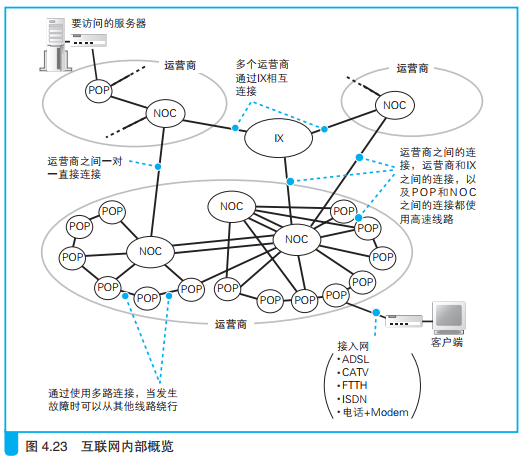 要访问的服务器
运营商
多个运营商
通过IX相互
连接
运营商
POP
NOC
NOC
IX
运营商之间一对
一直接连接
运营商之间的连
接，运营商和IX
之间的连接，以
及POP和NOC
之间的连接都使
用高速线路
POP
NOC
POP
POP
POP
NOC
NOC
POP
POP
POP
POP
POP
POP
POP
POP
POP
POP
POP
运营商
客户端
接入网
·ADSL
·CATV
·FTTH
·ISDN
·电话+Modem
通过使用多路连接，当发生
故障时可以从其他线路绕行
图 4.23 互联网内部概览